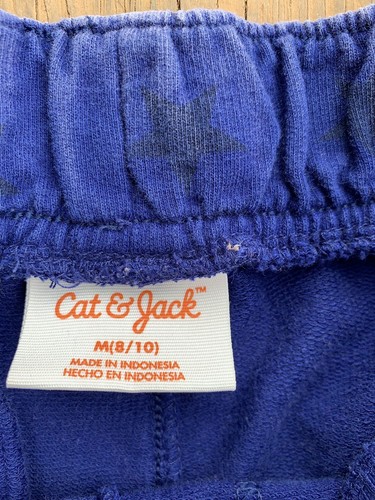 Cat & Jack™
M(8/10)
MADE IN INDONESIA
HECHO EN INDONESIA